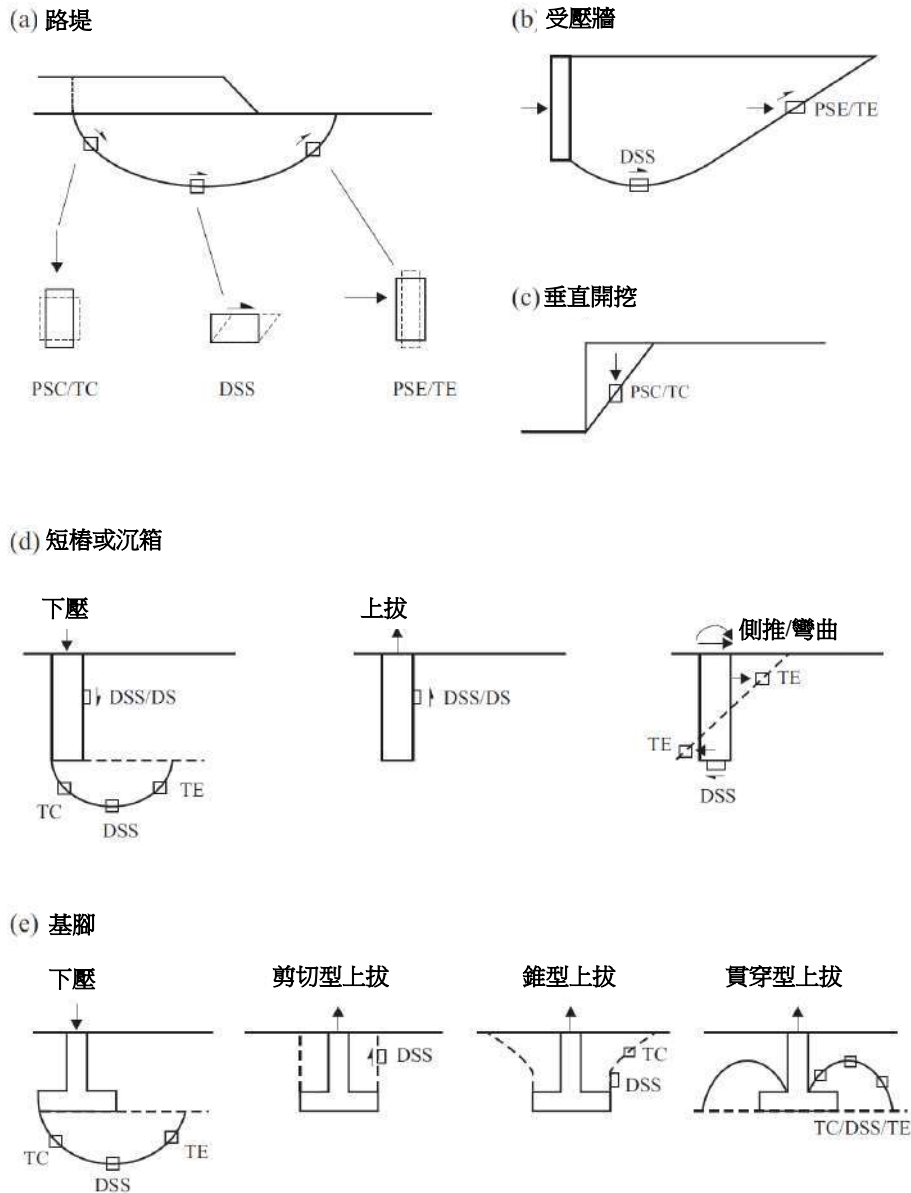 (a) 路堤
(b) 受壓牆
PSE/TE
DSS
(c) 垂直開挖
PSC/TC
PSC/TC
DSS
PSE/TE
(d) 短樁或沉箱
下壓
上拔
側推/彎曲
DSS/DS
DSS/DS
TE
TE
TC
TE
DSS
DSS
(e) 基腳
下壓
剪切型上拔
錐型上拔
貫穿型上拔
DSS
TC
DSS
TC
TE
DSS
TC/DSS/TE